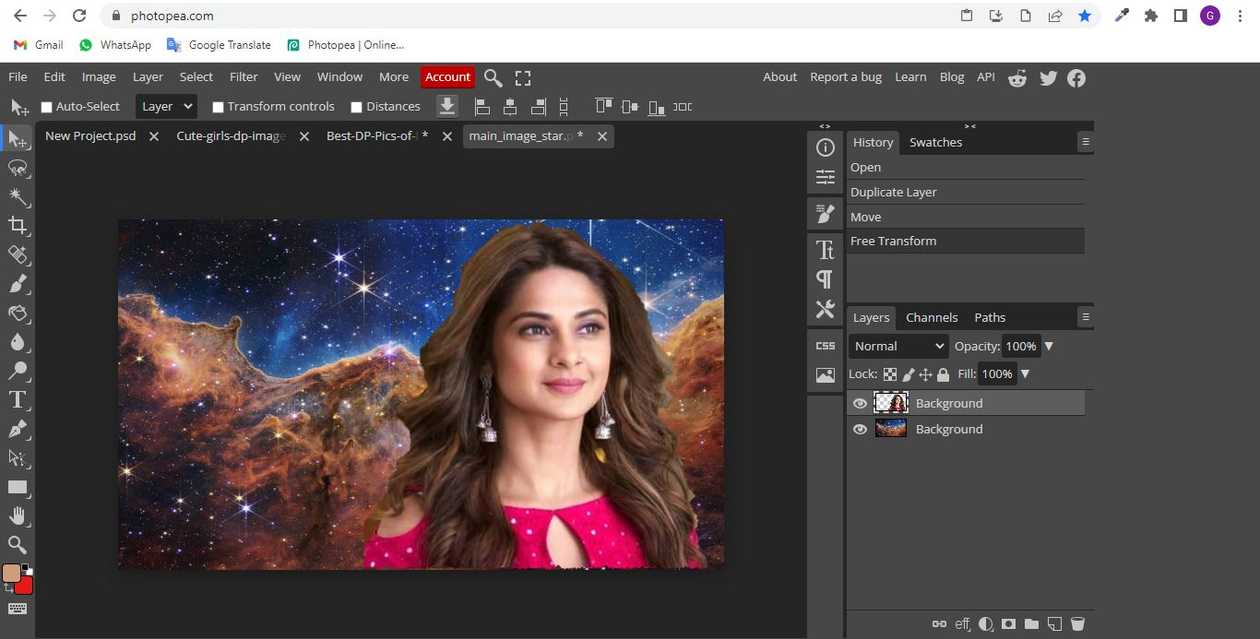 photopea.com
G
Gmail WhatsApp Google Translate Photopea | Online...
File Edit Image Layer Select Filter View Window More Account About Report a bug Learn Blog API
Auto-Select Layer Transform controls Distances
New Project.psd Cute-girls-dp-image Best-DP-Pics-of- * main_image_star.p *
< > > <
History Swatches
Open
Duplicate Layer
Move
Free Transform
Layers Channels Paths
CSS
Normal Opacity: 100%
Lock: Fill: 100%
Background
Background
eff